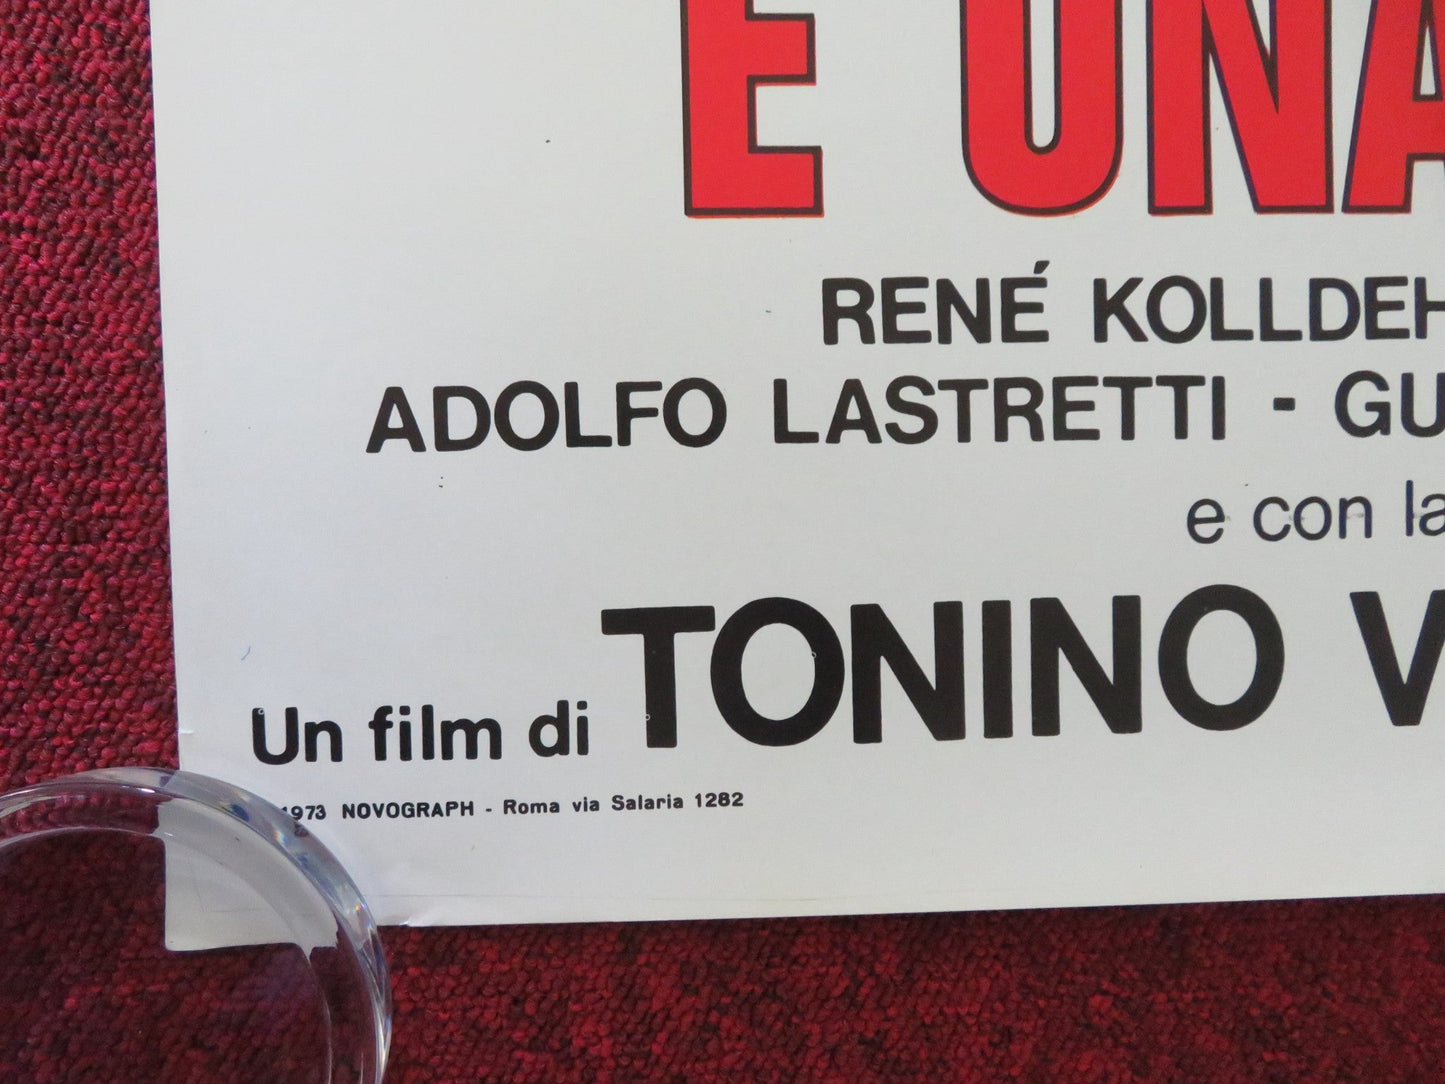 E UNA
RENÉ KOLLDEH
ADOLFO LASTRETTI - GU
e con la
Un film di TONINO V
1973 NOVOGRAPH - Roma via Salaria 1282